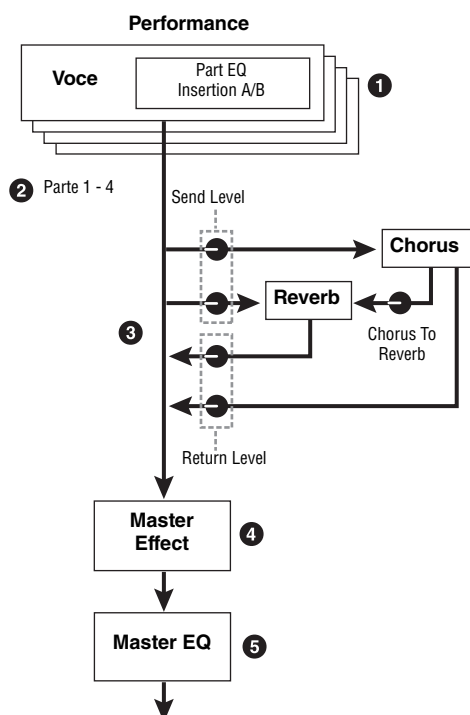 Performance
Voce
Part EQ
Insertion A/B
1
2 Parte 1 - 4
Send Level
Chorus
Reverb
3
Chorus To
Reverb
Return Level
Master
Effect
4
Master EQ
5